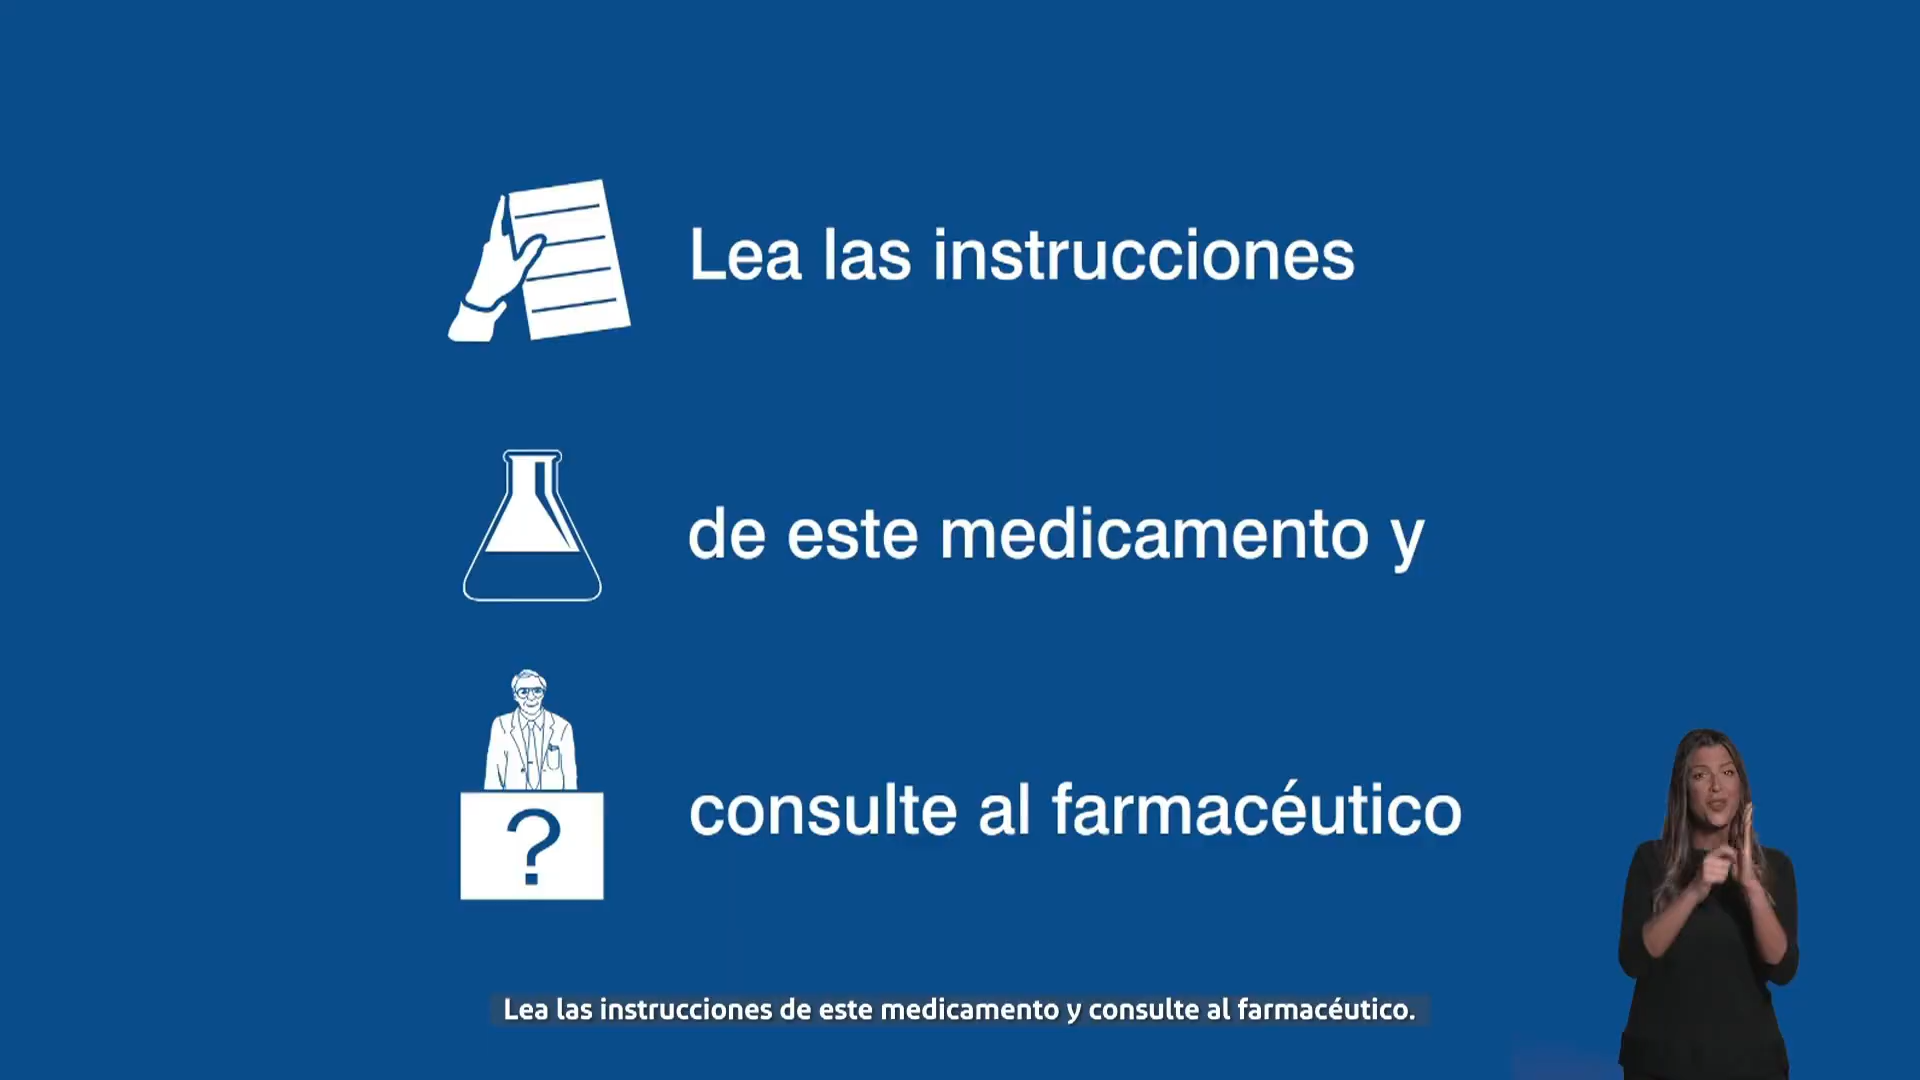 Lea las instrucciones
de este medicamento y
consulte al farmacéutico
?
Lea las instrucciones de este medicamento y consulte al farmacéutico.